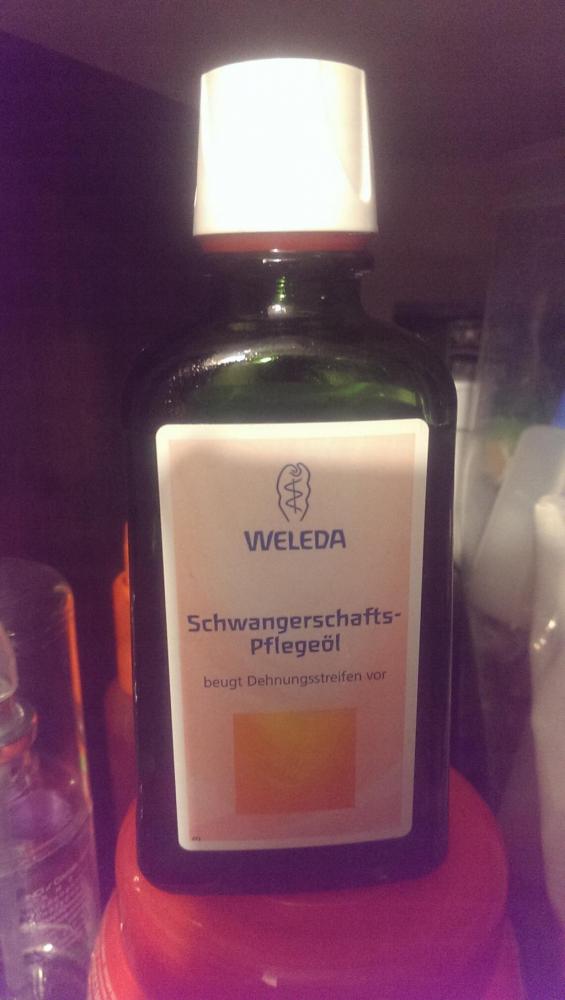 WELEDA
Schwangerschafts-
Pflegeöl
beugt Dehnungsstreifen vor